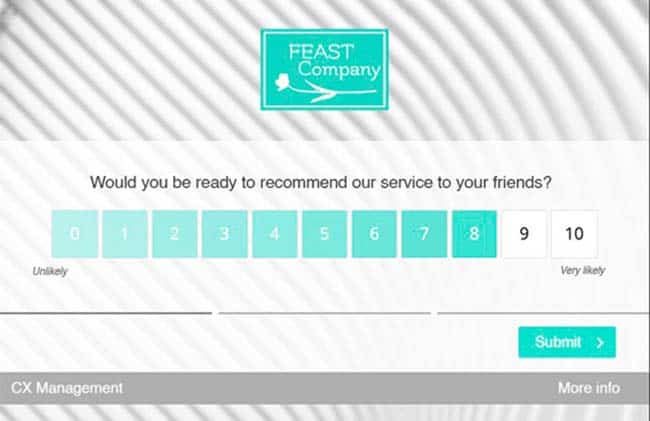 FEAST
Company
Would you be ready to recommend our service to your friends?
0 1 2 3 4 5 6 7 8 9 10
Unlikely Very likely
Submit
CX Management More info